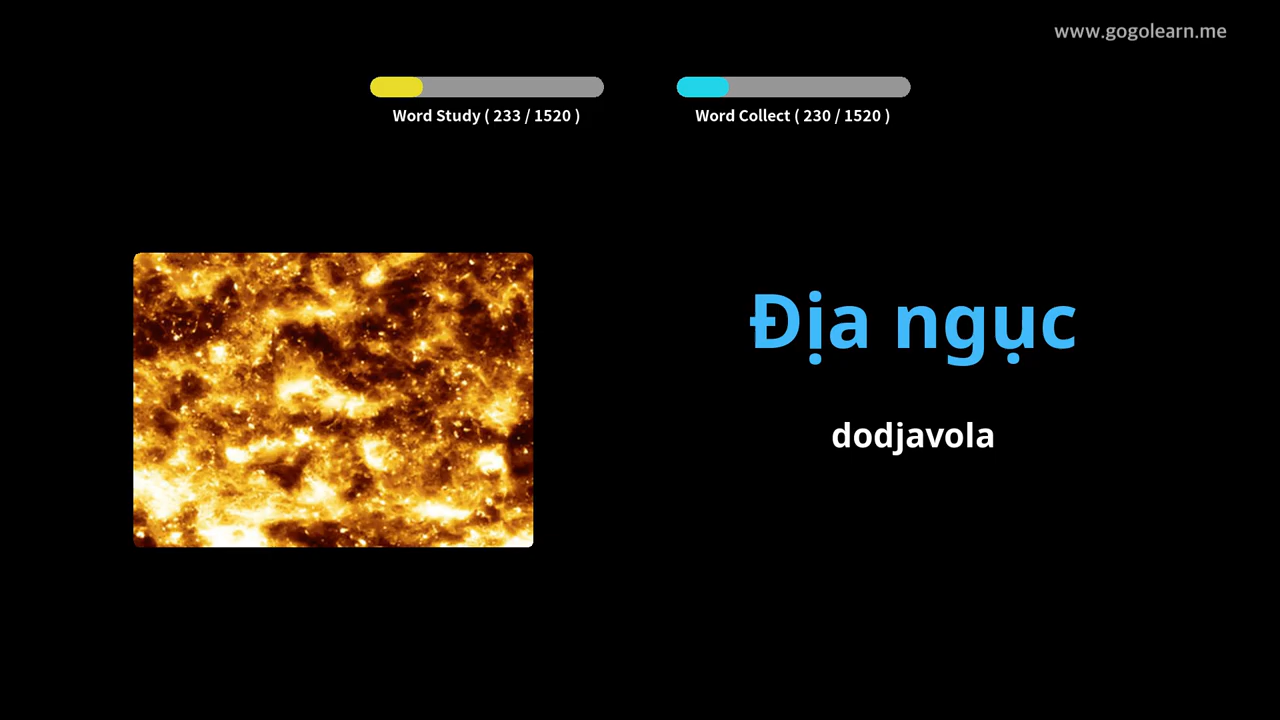 www.gogolearn.me
Word Study ( 233 / 1520 )
Word Collect ( 230 / 1520 )
Địa ngục
dodjavola